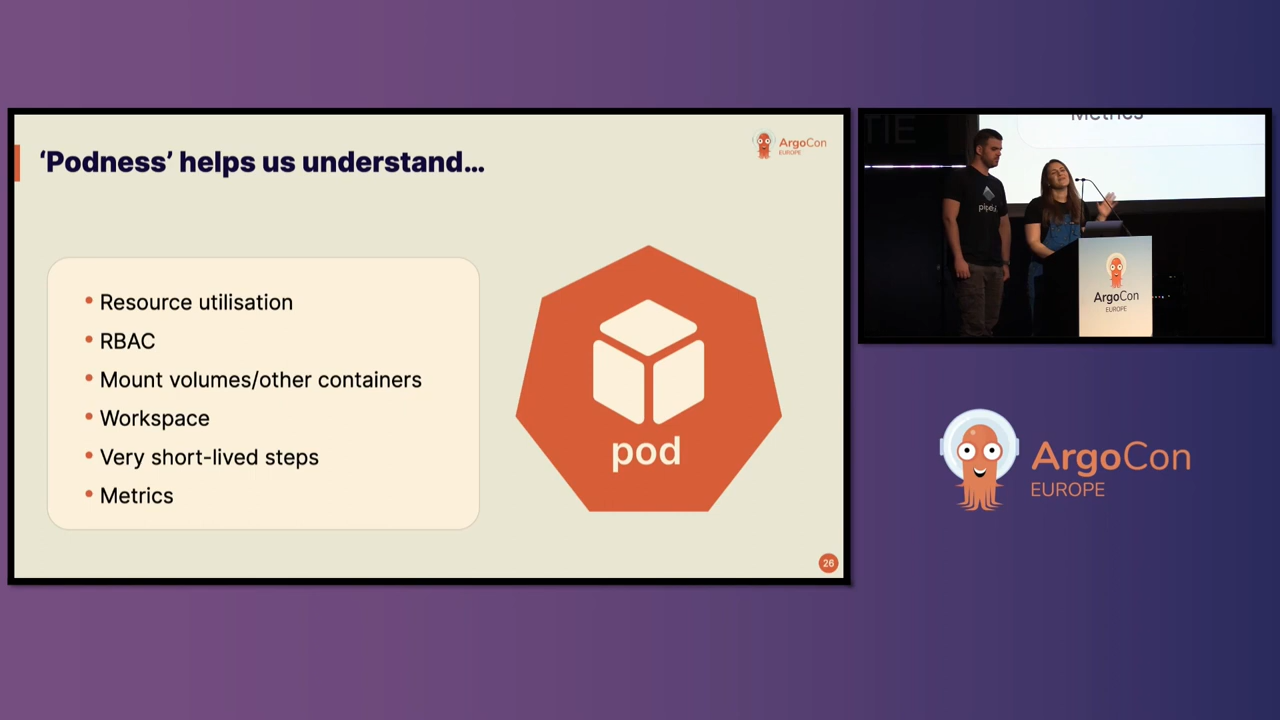 'Podness' helps us understand...
ArgoCon
EUROPE
• Resource utilisation
• RBAC
• Mount volumes/other containers
• Workspace
• Very short-lived steps
• Metrics
pod
26
TIE
Metrics
ArgoCon
EUROPE
ArgoCon
EUROPE